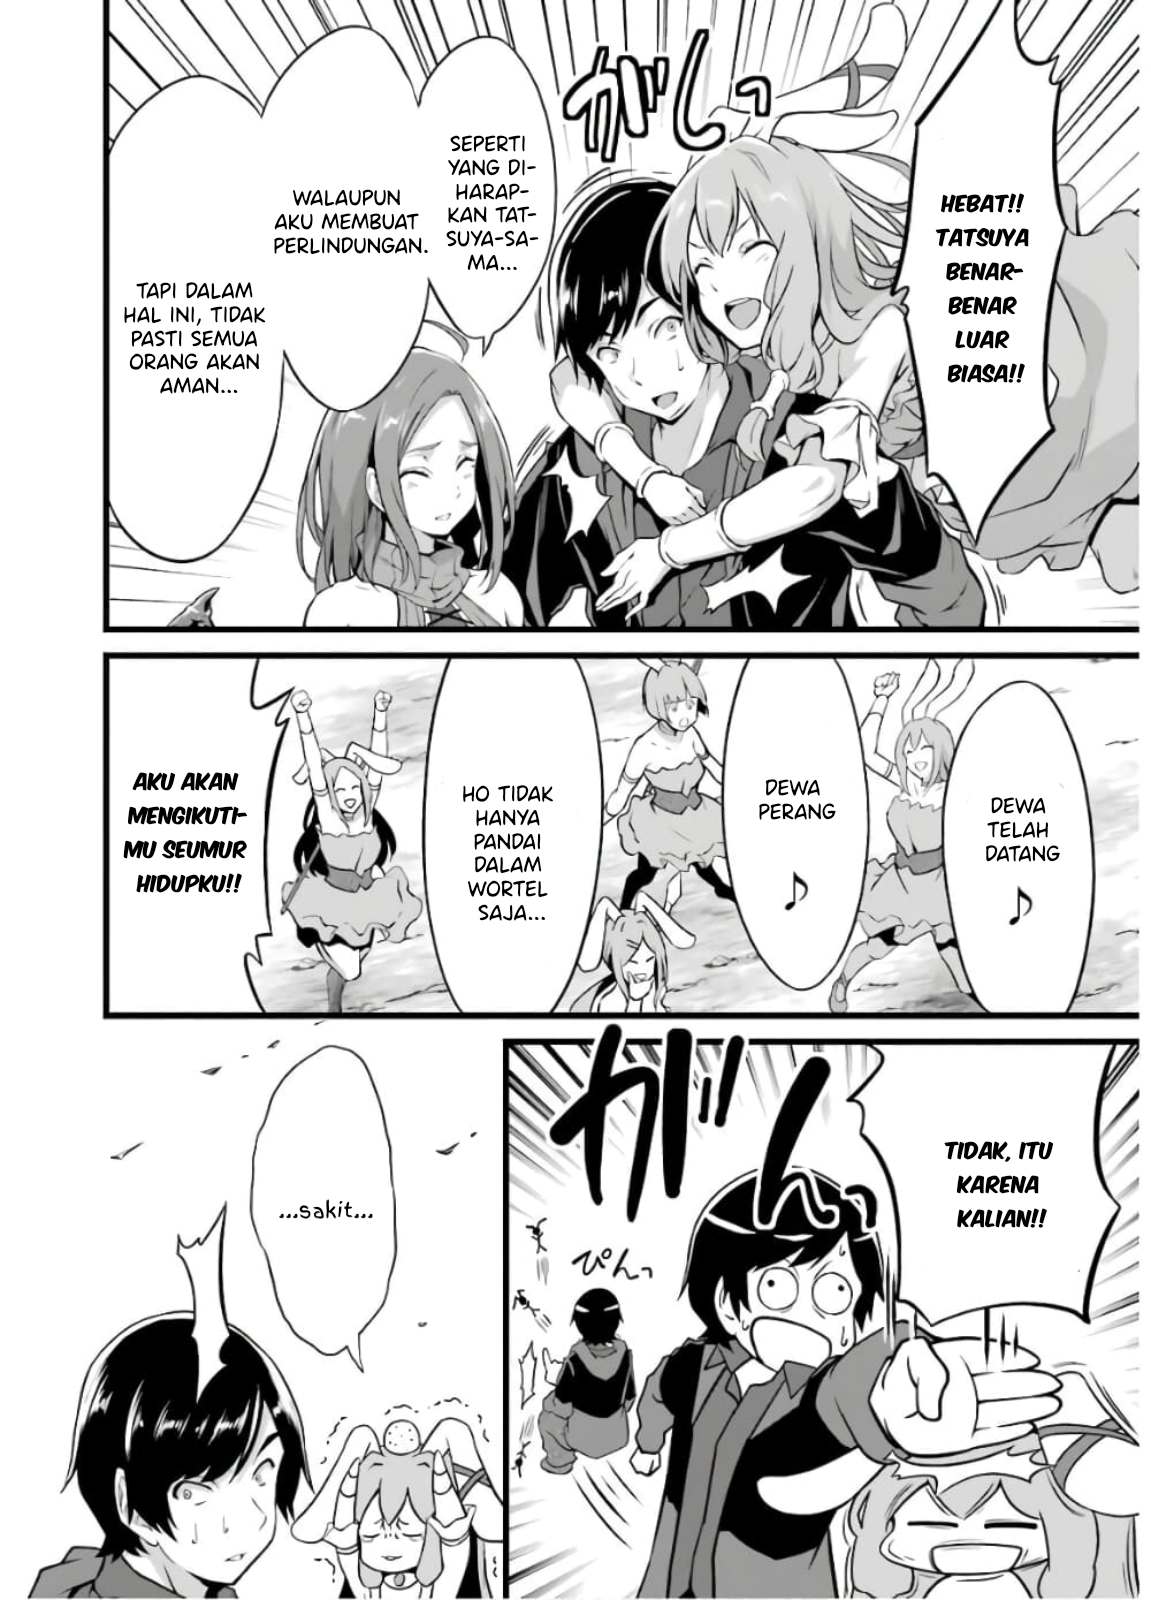 HEBAT!!
TATSUYA
BENAR-
BENAR
LUAR
BIASA!!
がしっ
SEPERTI
YANG DI-
HARAP-
KAN TAT-
SUYA-SA-
MA...
WALAUPUN
AKU MEMBUAT
PERLINDUNGAN.
TAPI DALAM
HAL INI, TIDAK
PASTI SEMUA
ORANG AKAN
AMAN...
DEWA
TELAH
DATANG
♪
DEWA
PERANG
♪
HO TIDAK
HANYA
PANDAI
DALAM
WORTEL
SAJA...
AKU AKAN
MENGIKUTI-
MU SEUMUR
HIDUPKU!!
TIDAK, ITU
KARENA
KALIAN!!
がんっ
ぴんっ
...sakit...